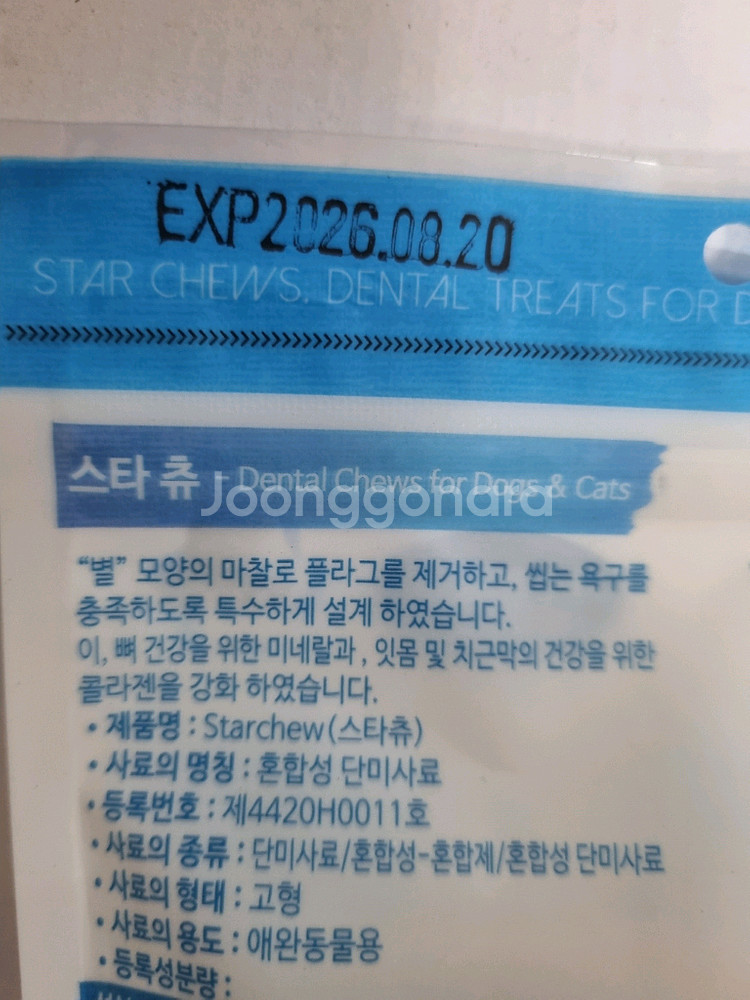 EXP2026.08.20
STAR CHEWS. DENTAL TREATS FOR
스타 츄 - Dental Chews for Dogs & Cats
Joonggonara
“별” 모양의 마찰로 플라그를 제거하고, 씹는 욕구를
충족하도록 특수하게 설계 하였습니다.
이, 뼈 건강을 위한 미네랄과, 잇몸 및 치근막의 건강을 위한
콜라겐을 강화 하였습니다.
• 제품명 : Starchew(스타츄)
• 사료의 명칭 : 혼합성 단미사료
• 등록번호 : 제4420H0011호
• 사료의 종류 : 단미사료/혼합성-혼합제/혼합성 단미사료
• 사료의 형태 : 고형
• 사료의 용도 : 애완동물용
• 등록성분량 :